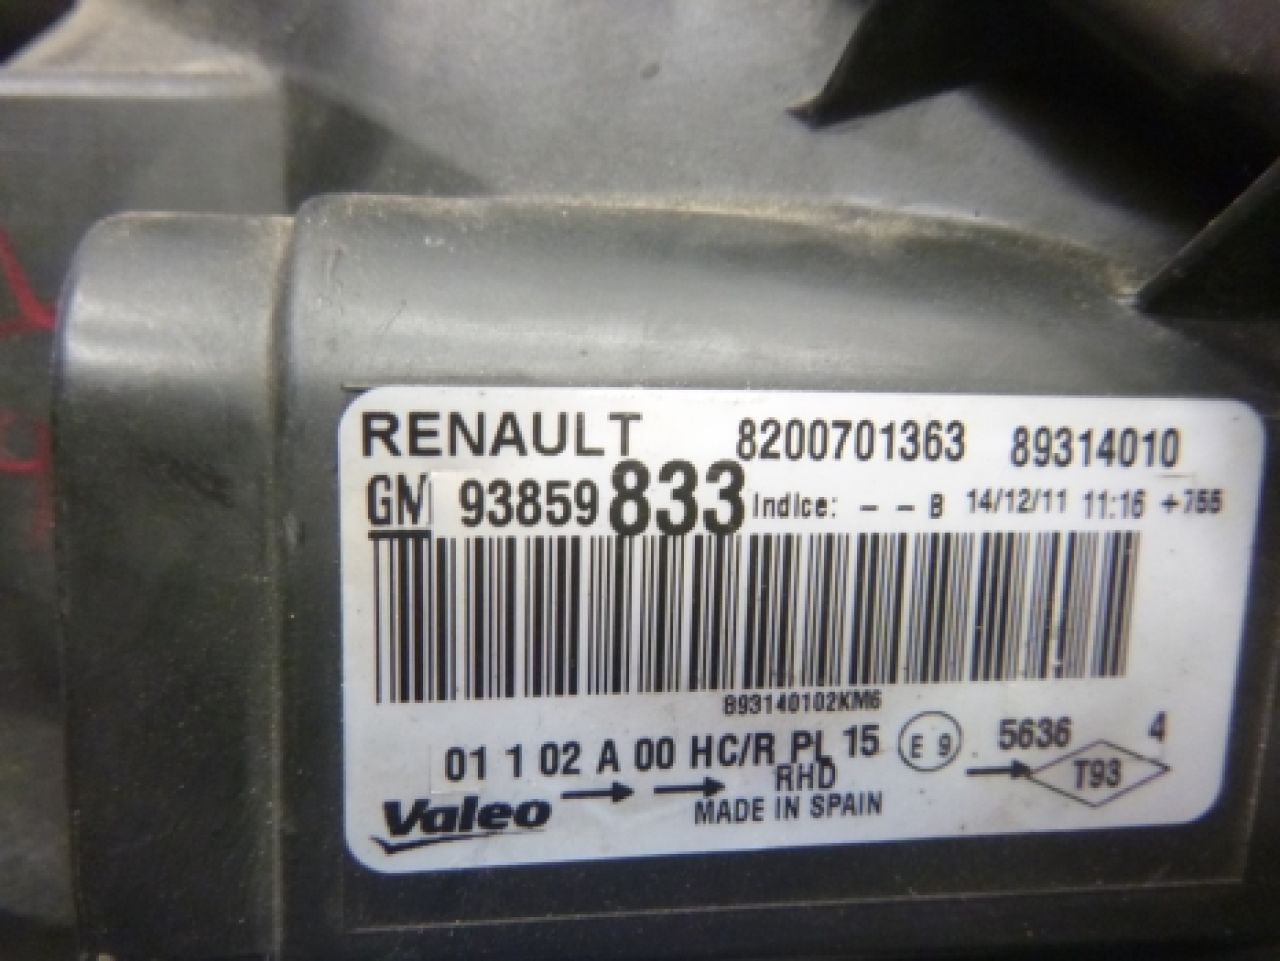 RENAULT 8200701363 89314010
GM 93859833 Indice: - - B 14/12/11 11:16 +755
893140102KM6
01 1 02 A 00 HC/R PL 15 E 9 5636 4
RHD T93
Valeo MADE IN SPAIN